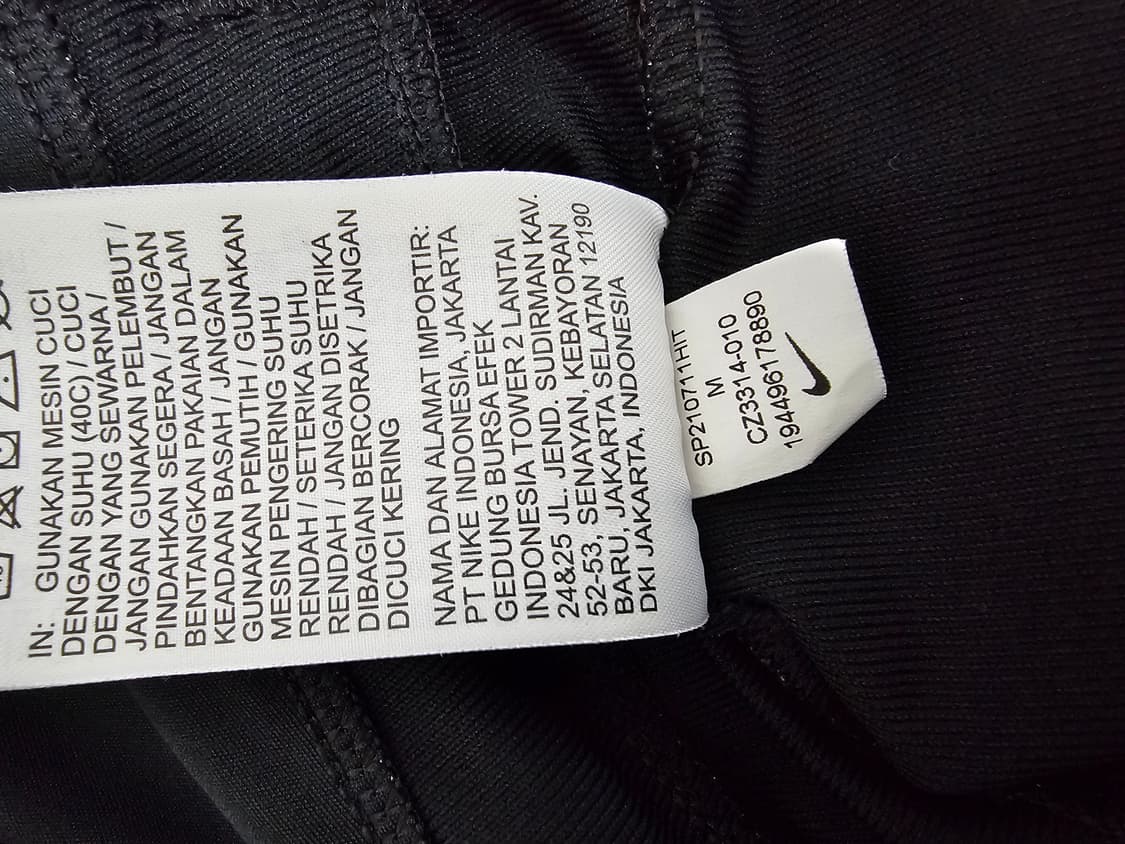 IN: GUNAKAN MESIN CUCI
DENGAN SUHU (40C) / CUCI
DENGAN YANG SEWARNA /
JANGAN GUNAKAN PELEMBUT /
PINDAHKAN SEGERA / JANGAN
BENTANGKAN PAKAIAN DALAM
KEADAAN BASAH / JANGAN
GUNAKAN PEMUTIH / GUNAKAN
MESIN PENGERING SUHU
RENDAH / SETERIKA SUHU
RENDAH / JANGAN DISETRIKA
DIBAGIAN BERCORAK / JANGAN
DICUCI KERING
NAMA DAN ALAMAT IMPORTIR:
PT NIKE INDONESIA, JAKARTA
GEDUNG BURSA EFEK
INDONESIA TOWER 2 LANTAI
24&25 JL. JEND. SUDIRMAN KAV.
52-53, SENAYAN, KEBAYORAN
BARU, JAKARTA SELATAN 12190
DKI JAKARTA, INDONESIA
SP210711HIT
M
CZ3314-010
194496178890